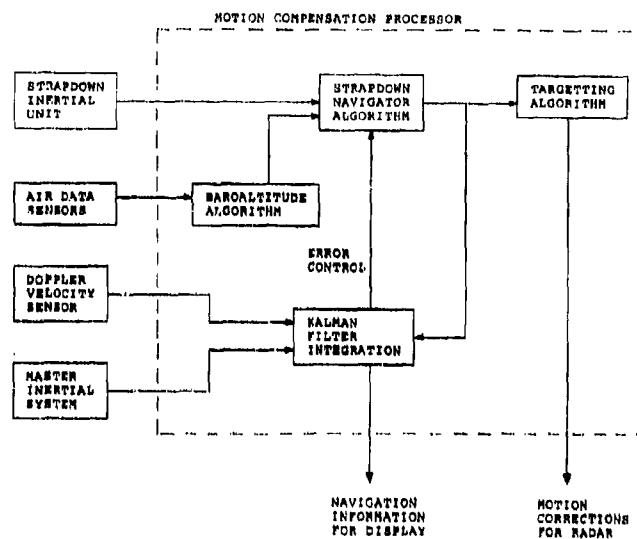 MOTION COMPENSATION PROCESSOR
STRAPDOWN
INERTIAL
UNIT
STRAPDOWN
NAVIGATOR
ALGORITHM
TARGETTING
ALGORITHM
AIR DATA
SENSORS
BAROALTITUDE
ALGORITHM
ERROR
CONTROL
DOPPLER
VELOCITY
SENSOR
KALMAN
FILTER
INTEGRATION
MASTER
INERTIAL
SYSTEM
NAVIGATION
INFORMATION
FOR DISPLAY
MOTION
CORRECTIONS
FOR RADAR